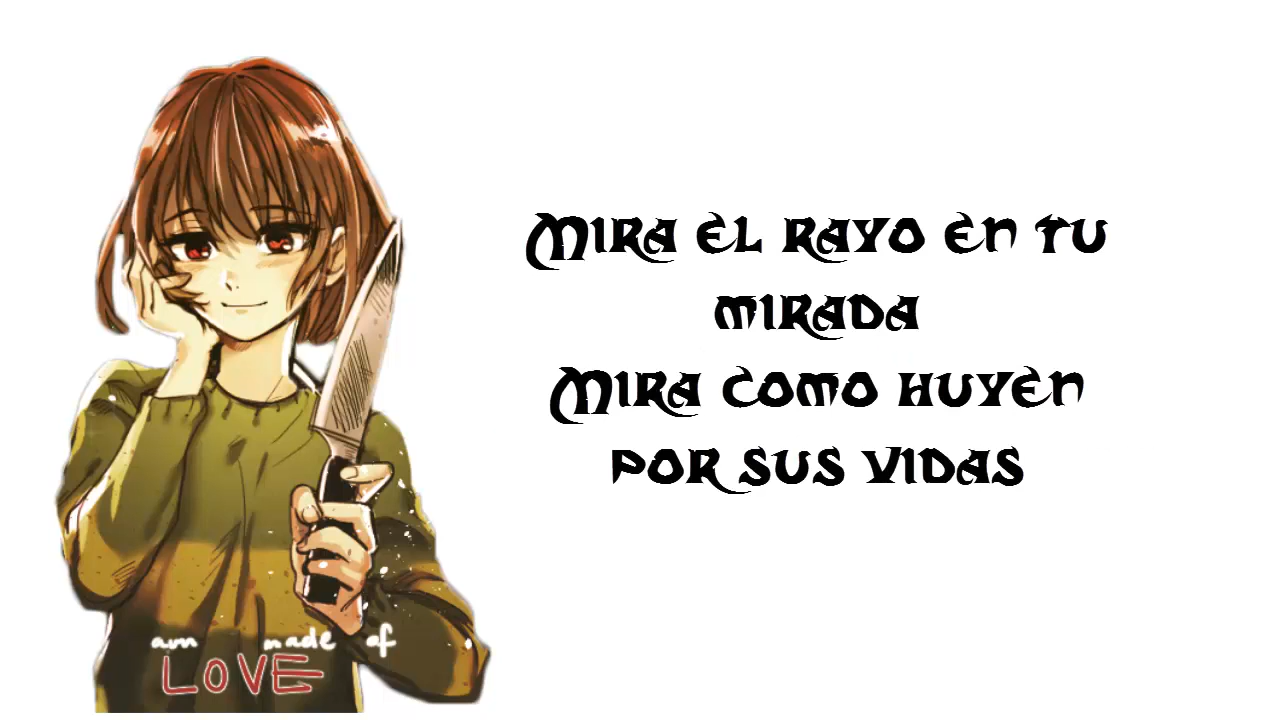 Mira el rayo en tu
mirada
Mira como huyen
por sus vidas
am made of
LOVE